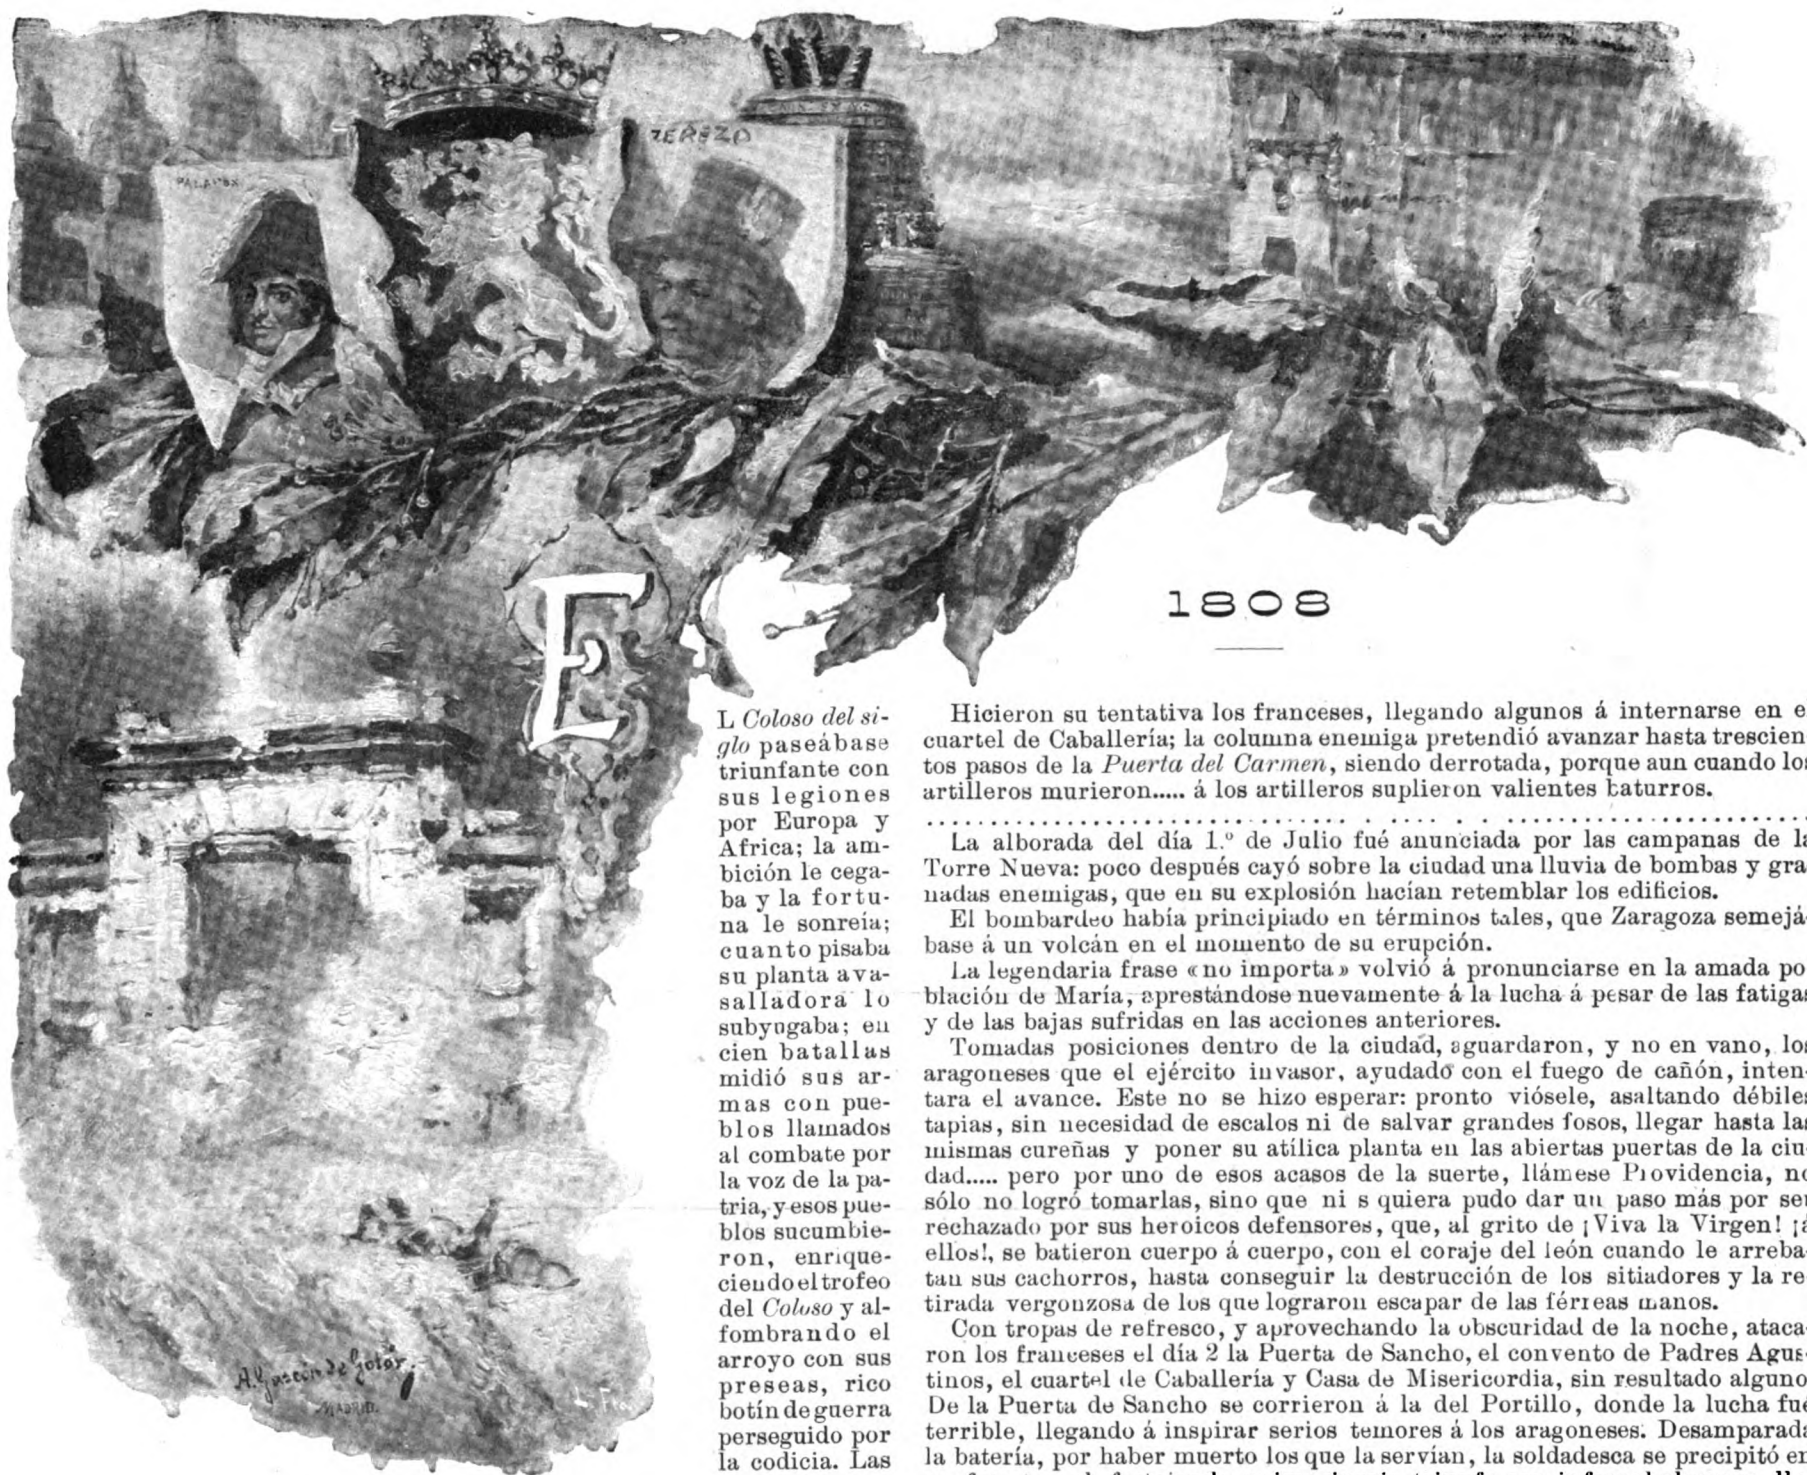 PALAFOX
ZEREZO
1808
E
L Coloso del si-
glo paseábase
triunfante con
sus legiones
por Europa y
Africa; la am-
bición le cega-
ba y la fortu-
na le sonreía;
cuanto pisaba
su planta ava-
salladora lo
subyugaba; en
cien batallas
midió sus ar-
mas con pue-
blos llamados
al combate por
la voz de la pa-
tria, y esos pue-
blos sucumbie-
ron, enrique-
ciendo el trofeo
del Coloso y al-
fombrando el
arroyo con sus
preseas, rico
botín de guerra
perseguido por
la codicia. Las
Hicieron su tentativa los franceses, llegando algunos á internarse en e
cuartel de Caballería; la columna enemiga pretendió avanzar hasta trescien
tos pasos de la Puerta del Carmen, siendo derrotada, porque aun cuando los
artilleros murieron..... á los artilleros suplieron valientes baturros.
La alborada del día 1.º de Julio fué anunciada por las campanas de la
Torre Nueva: poco después cayó sobre la ciudad una lluvia de bombas y gra
nadas enemigas, que en su explosión hacían retemblar los edificios.
El bombardeo había principiado en términos tales, que Zaragoza semejá-
base á un volcán en el momento de su erupción.
La legendaria frase «no importa» volvió á pronunciarse en la amada po
blación de María, aprestándose nuevamente á la lucha á pesar de las fatigas
y de las bajas sufridas en las acciones anteriores.
Tomadas posiciones dentro de la ciudad, aguardaron, y no en vano, los
aragoneses que el ejército invasor, ayudado con el fuego de cañón, inten-
tara el avance. Este no se hizo esperar: pronto viósele, asaltando débiles
tapias, sin necesidad de escalos ni de salvar grandes fosos, llegar hasta las
mismas cureñas y poner su atílica planta en las abiertas puertas de la ciu
dad..... pero por uno de esos acasos de la suerte, llámese Providencia, no
sólo no logró tomarlas, sino que ni s quiera pudo dar un paso más por ser
rechazado por sus heroicos defensores, que, al grito de ¡Viva la Virgen! ¡á
ellos!, se batieron cuerpo á cuerpo, con el coraje del león cuando le arreba-
tan sus cachorros, hasta conseguir la destrucción de los sitiadores y la re
tirada vergonzosa de los que lograron escapar de las férreas manos.
Con tropas de refresco, y aprovechando la obscuridad de la noche, ataca-
ron los franceses el día 2 la Puerta de Sancho, el convento de Padres Agus-
tinos, el cuartel de Caballería y Casa de Misericordia, sin resultado alguno.
De la Puerta de Sancho se corrieron á la del Portillo, donde la lucha fué
terrible, llegando á inspirar serios temores á los aragoneses. Desamparada
la batería, por haber muerto los que la servían, la soldadesca se precipitó en
A. Gascón de Gotor.
MADRID.